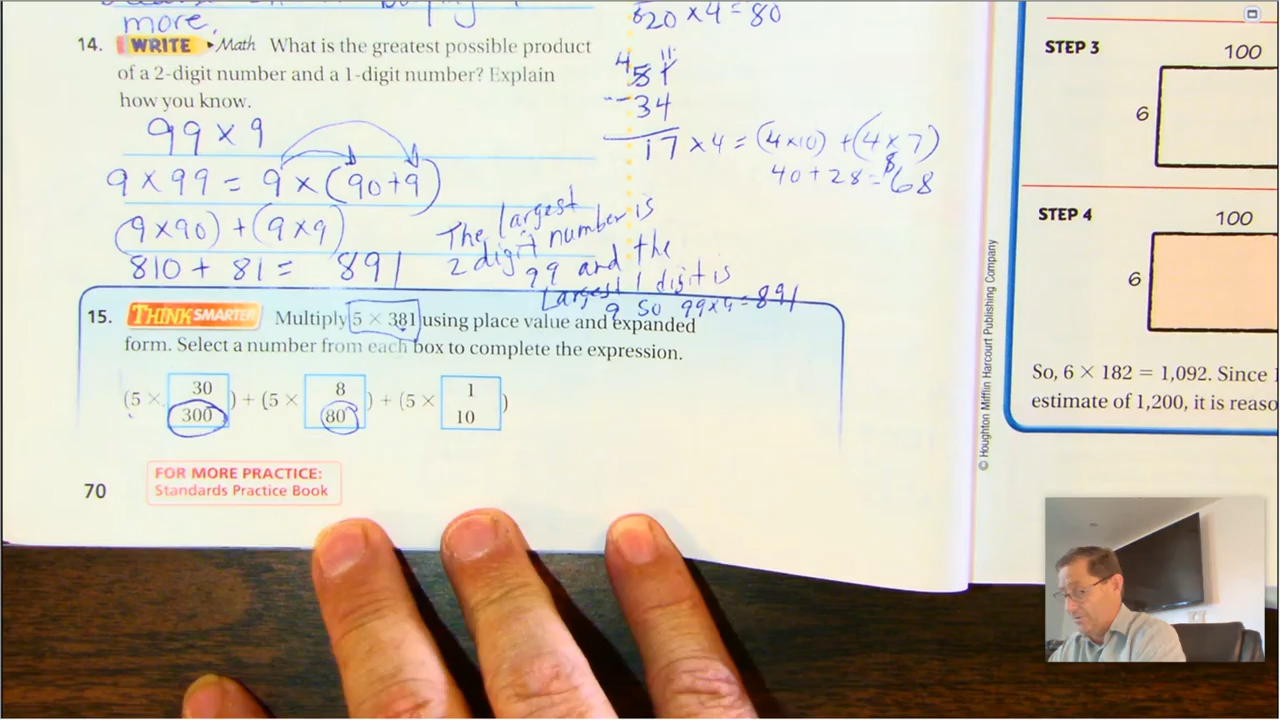 more.
20 × 4 = 80
14. WRITE Math What is the greatest possible product
of a 2-digit number and a 1-digit number? Explain
how you know.
99 × 9
9 × 99 = 9 × (90+9)
(9×90) + (9×9)
810 + 81 = 891
The largest
2 digit number is
99 and the
Largest 1 digit is
9 so 99×9=891
4 11
51
- 34
17 × 4 = (4×10) + (4×7)
40 + 28 = 68
15. THINK SMARTER Multiply 5 × 381 using place value and expanded
form. Select a number from each box to complete the expression.
(5 × 30 300) + (5 × 8 80) + (5 × 1 10)
FOR MORE PRACTICE:
Standards Practice Book
70
© Houghton Mifflin Harcourt Publishing Company
STEP 3
100
6
STEP 4
100
6
So, 6 × 182 = 1,092. Since
estimate of 1,200, it is reaso